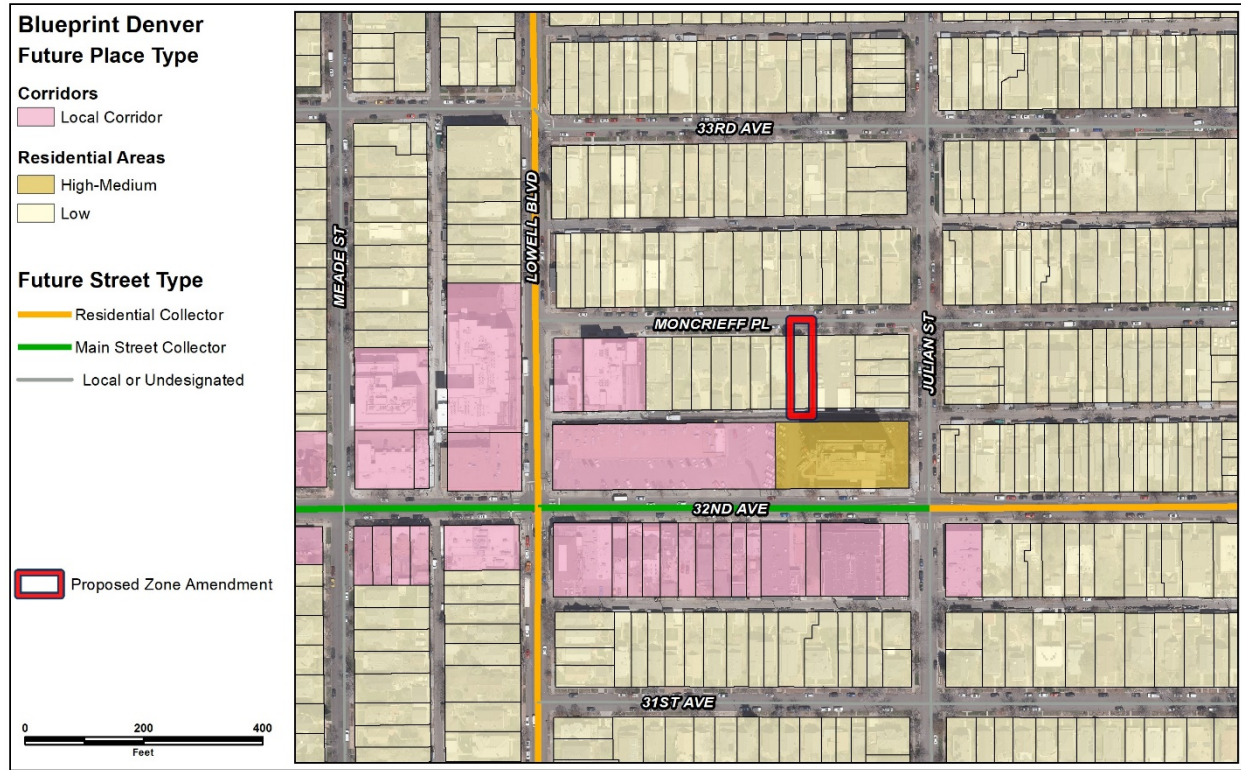 Blueprint Denver
Future Place Type
Corridors
Local Corridor
Residential Areas
High-Medium
Low
Future Street Type
Residential Collector
Main Street Collector
Local or Undesignated
Proposed Zone Amendment
0 200 400
Feet
33RD AVE
LOWELL BLVD
MEADE ST
MONCRIEFF PL
JULIAN ST
32ND AVE
31ST AVE